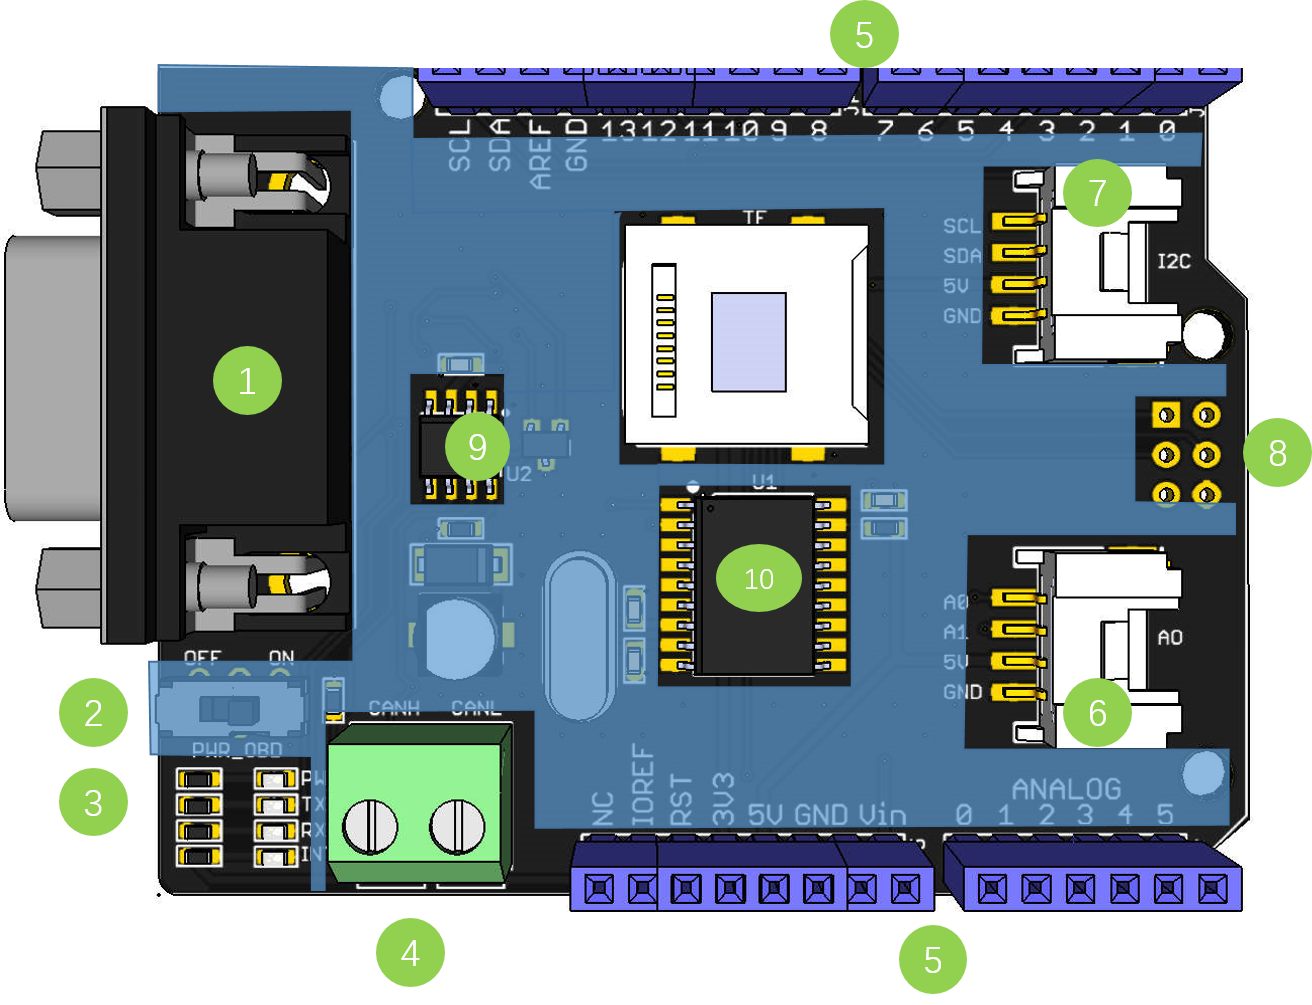 5
SCL SDA AREF GND 13 12 11 10 9 8 7 6 5 4 3 2 1 0
TF
7
SCL
SDA
5V
GND
I2C
1
9
U2
8
U1
10
A0
A1
5V
GND
A0
6
OFF ON
2
PWR_OBD
CANH CANL
3
PW
TX
RX
INT
NC IOREF RST 3V3 5V GND Vin
ANALOG
0 1 2 3 4 5
4
5